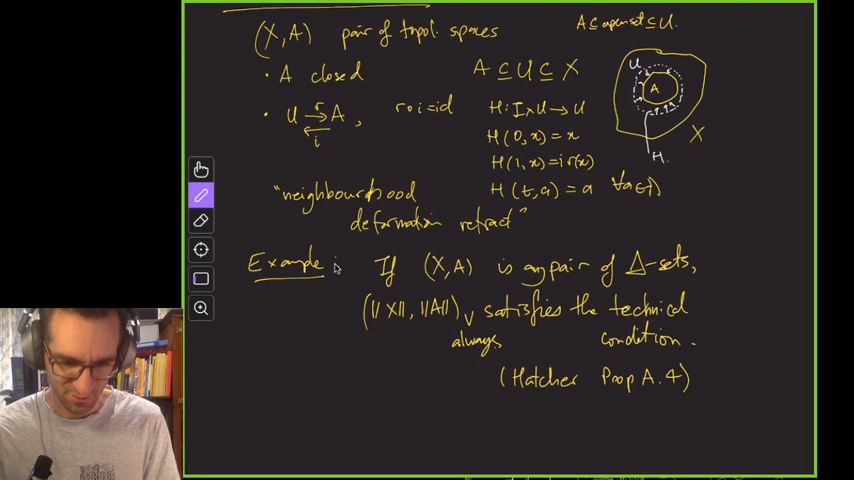 (X, A) pair of topol. spaces
A ⊆ open set ⊆ U.
• A closed
A ⊆ U ⊆ X
• U r→ A, ←i r∘i=id
H: I×U → U
H(0,x) = x
H(1,x) = ir(x)
H(t,a) = a ∀a∈A
U
A
X
H.
"neighbourhood
deformation retract"
Example: If (X,A) is any pair of Δ-sets,
(||X||, ||A||) always satisfies the technical
condition.
(Hatcher Prop A.4)